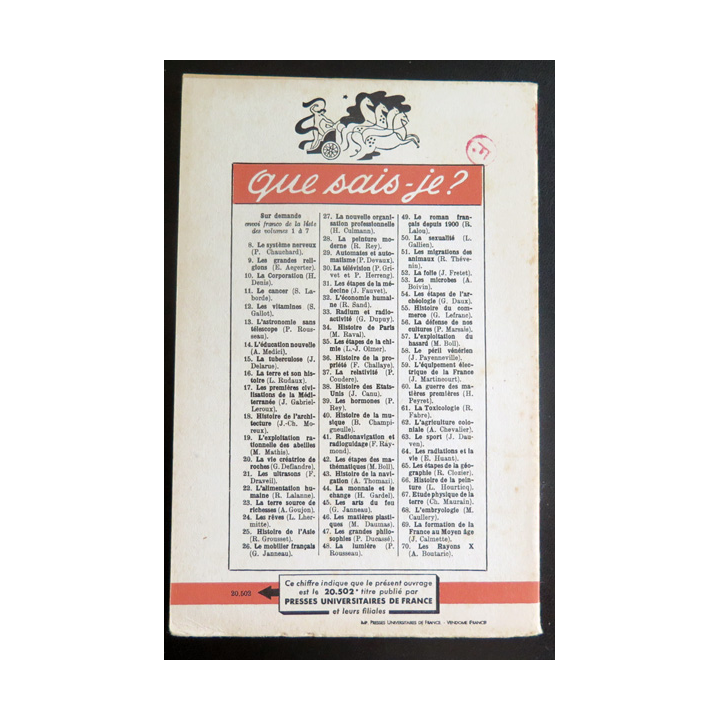 que sais-je?
Sur demande
envoi franco de la liste
des volumes 1 à 7
8. Le système nerveux
(P. Chauchard).
9. Les grandes reli-
gions (E. Aegerter).
10. La Corporation (H.
Denis).
11. Le cancer (S. La-
borde).
12. Les vitamines (S.
Gallot).
13. L'astronomie sans
télescope (P. Rous-
seau).
14. L'éducation nouvelle
(A. Medici).
15. La tuberculose (J.
Delarue).
16. La terre et son his-
toire (L. Rudaux).
17. Les premières civi-
lisations de la Médi-
terranée (J. Gabriel-
Leroux).
18. Histoire de l'archi-
tecture (J.-Ch. Mo-
reux).
19. L'exploitation ra-
tionnelle des abeilles
(M. Mathis).
20. La vie créatrice de
roches (G. Deflandre).
21. Les ultrasons (F.
Draveil).
22. L'alimentation hu-
maine (R. Lalanne).
23. La terre source de
richesses (A. Goujon).
24. Les rêves (L. Lher-
mitte).
25. Histoire de l'Asie
(R. Grousset).
26. Le mobilier français
(G. Janneau).
27. La nouvelle organi-
sation professionnelle
(H. Culmann).
28. La peinture mo-
derne (R. Rey).
29. Automates et auto-
matisme (P. Devaux).
30. La télévision (P. Gri-
vet et P. Herreng).
31. Les étapes de la mé-
decine (J. Fauvet).
32. L'économie humai-
ne (R. Sand).
33. Radium et radio-
activité (G. Dupuy).
34. Histoire de Paris
(M. Raval).
35. Les étapes de la chi-
mie (L.-J. Olmer).
36. Histoire de la pro-
priété (F. Challaye).
37. La relativité (P.
Couderc).
38. Histoire des Etats-
Unis (J. Canu).
39. Les hormones (P.
Rey).
40. Histoire de la mu-
sique (B. Champi-
gneulle).
41. Radionavigation et
radioguidage (F. Ray-
mond).
42. Les étapes des ma-
thématiques (M. Boll).
43. Histoire de la navi-
gation (A. Thomazi).
44. La monnaie et le
change (H. Gardel).
45. Les arts du feu
(G. Janneau).
46. Les matières plasti-
ques (M. Daumas).
47. Les grandes philo-
sophies (P. Ducassé).
48. La lumière (P.
Rousseau).
49. Le roman fran-
çais depuis 1900 (R.
Lalou).
50. La sexualité (L.
Gallien).
51. Les migrations des
animaux (R. Théve-
nin).
52. La folie (J. Fretet).
53. Les microbes (A.
Boivin).
54. Les étapes de l'ar-
chéologie (G. Daux).
55. Histoire du com-
merce (G. Lefranc).
56. La défense de nos
cultures (P. Marsais).
57. L'exploitation du
hasard (M. Boll).
58. Le péril vénérien
(J. Payenneville).
59. L'équipement élec-
trique de la France
(J. Martincourt).
60. La guerre des ma-
tières premières (H.
Peyret).
61. La Toxicologie (R.
Fabre).
62. L'agriculture colo-
niale (A. Chevalier).
63. Le sport (J. Dau-
ven).
64. Les radiations et la
vie (E. Huant).
65. Les étapes de la géo-
graphie (R. Clozier).
66. Histoire de la pein-
ture (L. Hourticq).
67. Etude physique de la
terre (Ch. Maurain).
68. L'embryologie (M.
Caullery).
69. La formation de la
France au Moyen âge
(J. Calmette).
70. Les Rayons X
(A. Boutaric).
20.502
Ce chiffre indique que le présent ouvrage
est le 20.502e titre publié par
PRESSES UNIVERSITAIRES DE FRANCE
et leurs filiales
IMP. PRESSES UNIVERSITAIRES DE FRANCE - VENDOME (FRANCE)